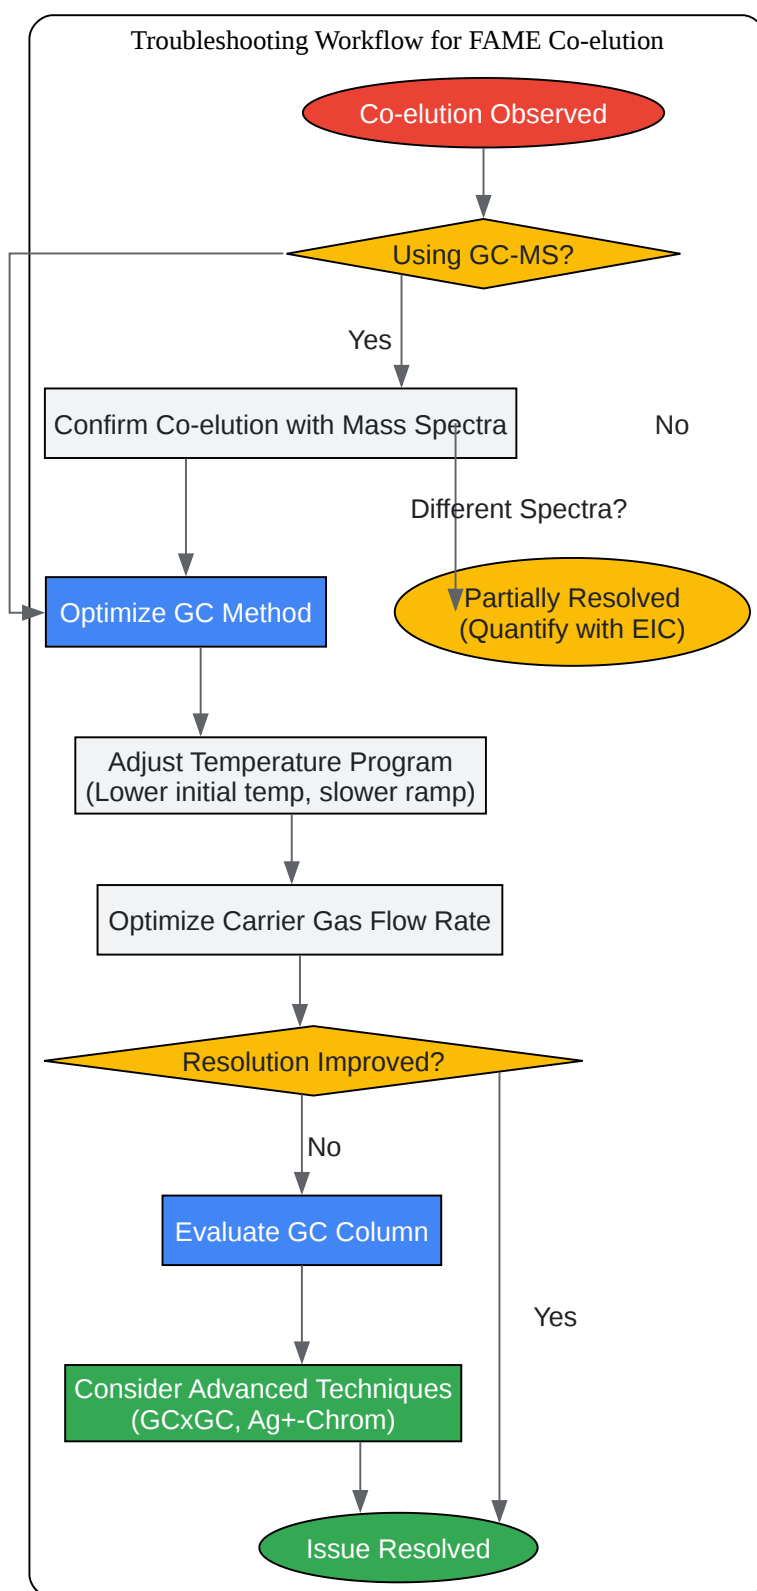 Troubleshooting Workflow for FAME Co-elution
Co-elution Observed
Using GC-MS?
Yes
Confirm Co-elution with Mass Spectra
No
Different Spectra?
Optimize GC Method
Partially Resolved
(Quantify with EIC)
Adjust Temperature Program
(Lower initial temp, slower ramp)
Optimize Carrier Gas Flow Rate
Resolution Improved?
No
Evaluate GC Column
Yes
Consider Advanced Techniques
(GCxGC, Ag+-Chrom)
Issue Resolved